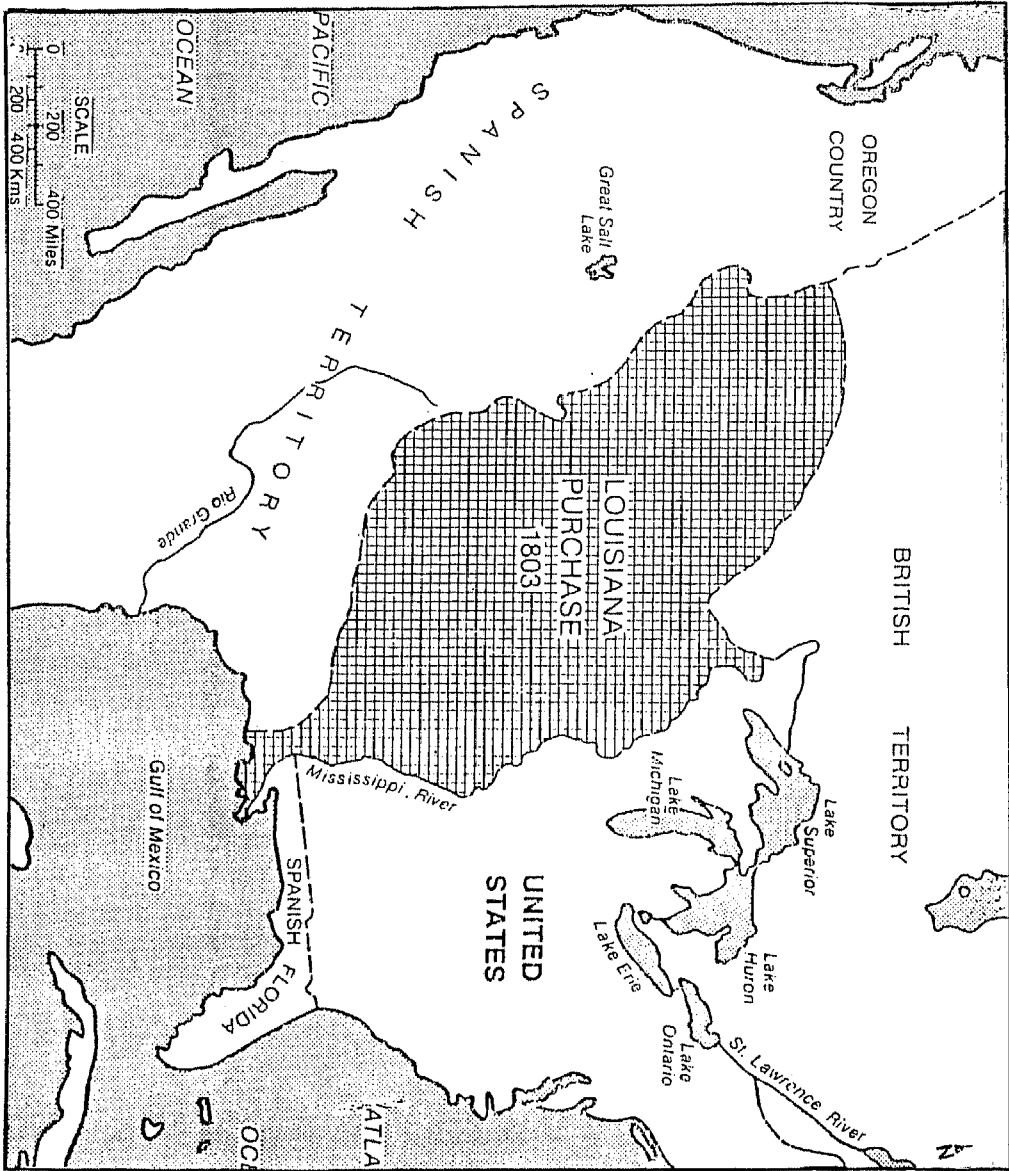 OREGON
COUNTRY
BRITISH TERRITORY
N
Lake
Superior
Lake
Huron
Lake
Michigan
Lake
Ontario
Lake Erie
St. Lawrence River
Great Salt
Lake
LOUISIANA
PURCHASE
1803
UNITED
STATES
SPANISH TERRITORY
Mississippi River
Rio Grande
SPANISH FLORIDA
PACIFIC
OCEAN
Gulf of Mexico
ATLA
OCE
SCALE
0 200 400 Miles
200 400 Kms